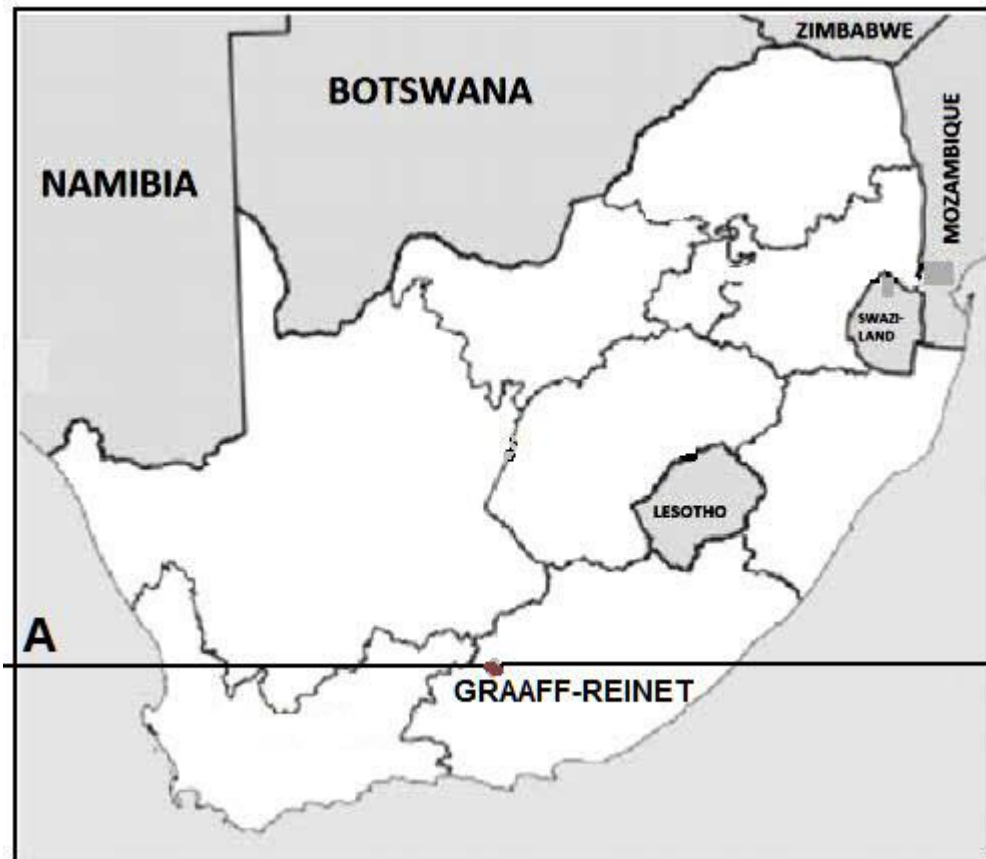 ZIMBABWE
BOTSWANA
MOZAMBIQUE
NAMIBIA
SWAZI-
LAND
LESOTHO
A
GRAAFF-REINET